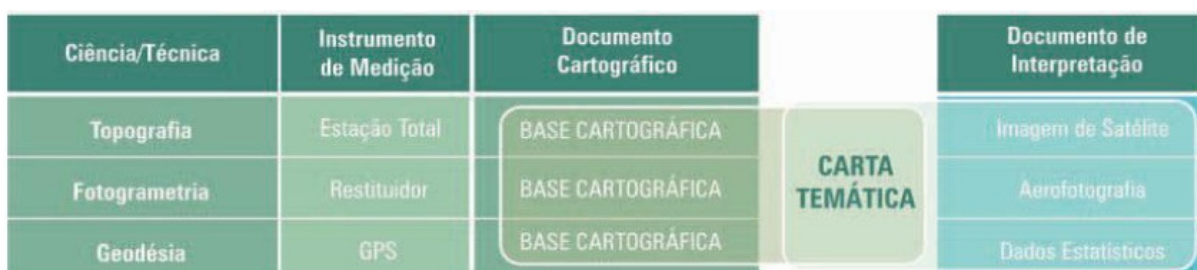 Ciência/Técnica
Instrumento
de Medição
Documento
Cartográfico
Documento de
Interpretação
Topografia
Estação Total
BASE CARTOGRÁFICA
Imagem de Satélite
Fotogrametria
Restituidor
BASE CARTOGRÁFICA
CARTA
TEMÁTICA
Aerofotografia
Geodésia
GPS
BASE CARTOGRÁFICA
Dados Estatísticos